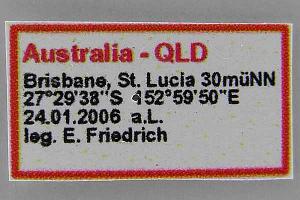 Australia - QLD
Brisbane, St. Lucia 30müNN
27°29'38"S 152°59'50"E
24.01.2006 a.L.
leg. E. Friedrich